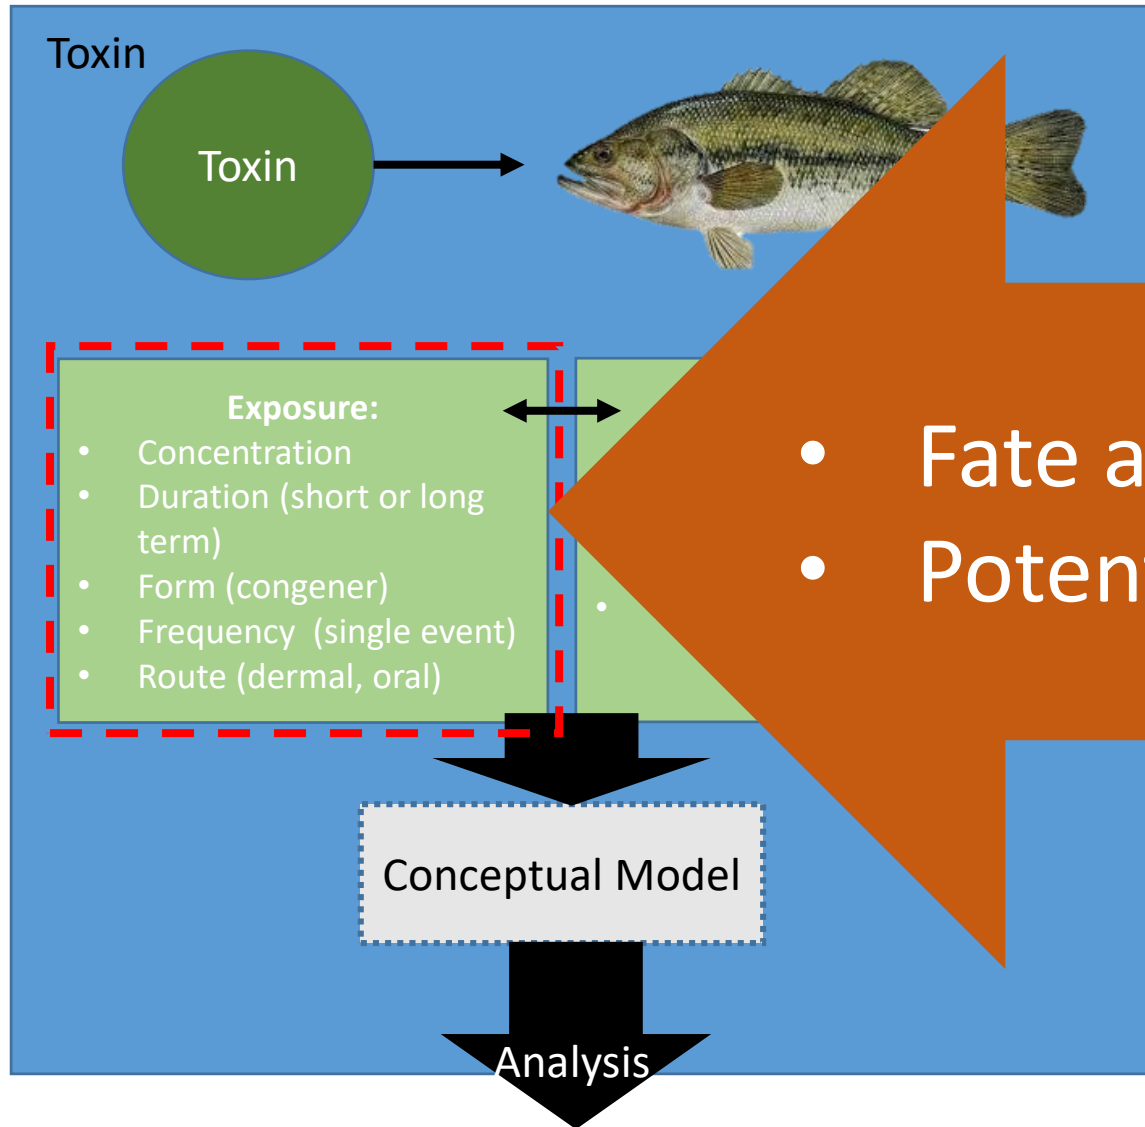 Toxin
Toxin
Exposure:
• Concentration
• Duration (short or long
term)
• Form (congener)
• Frequency (single event)
• Route (dermal, oral)
•
• Fate a
• Poten
Conceptual Model
Analysis